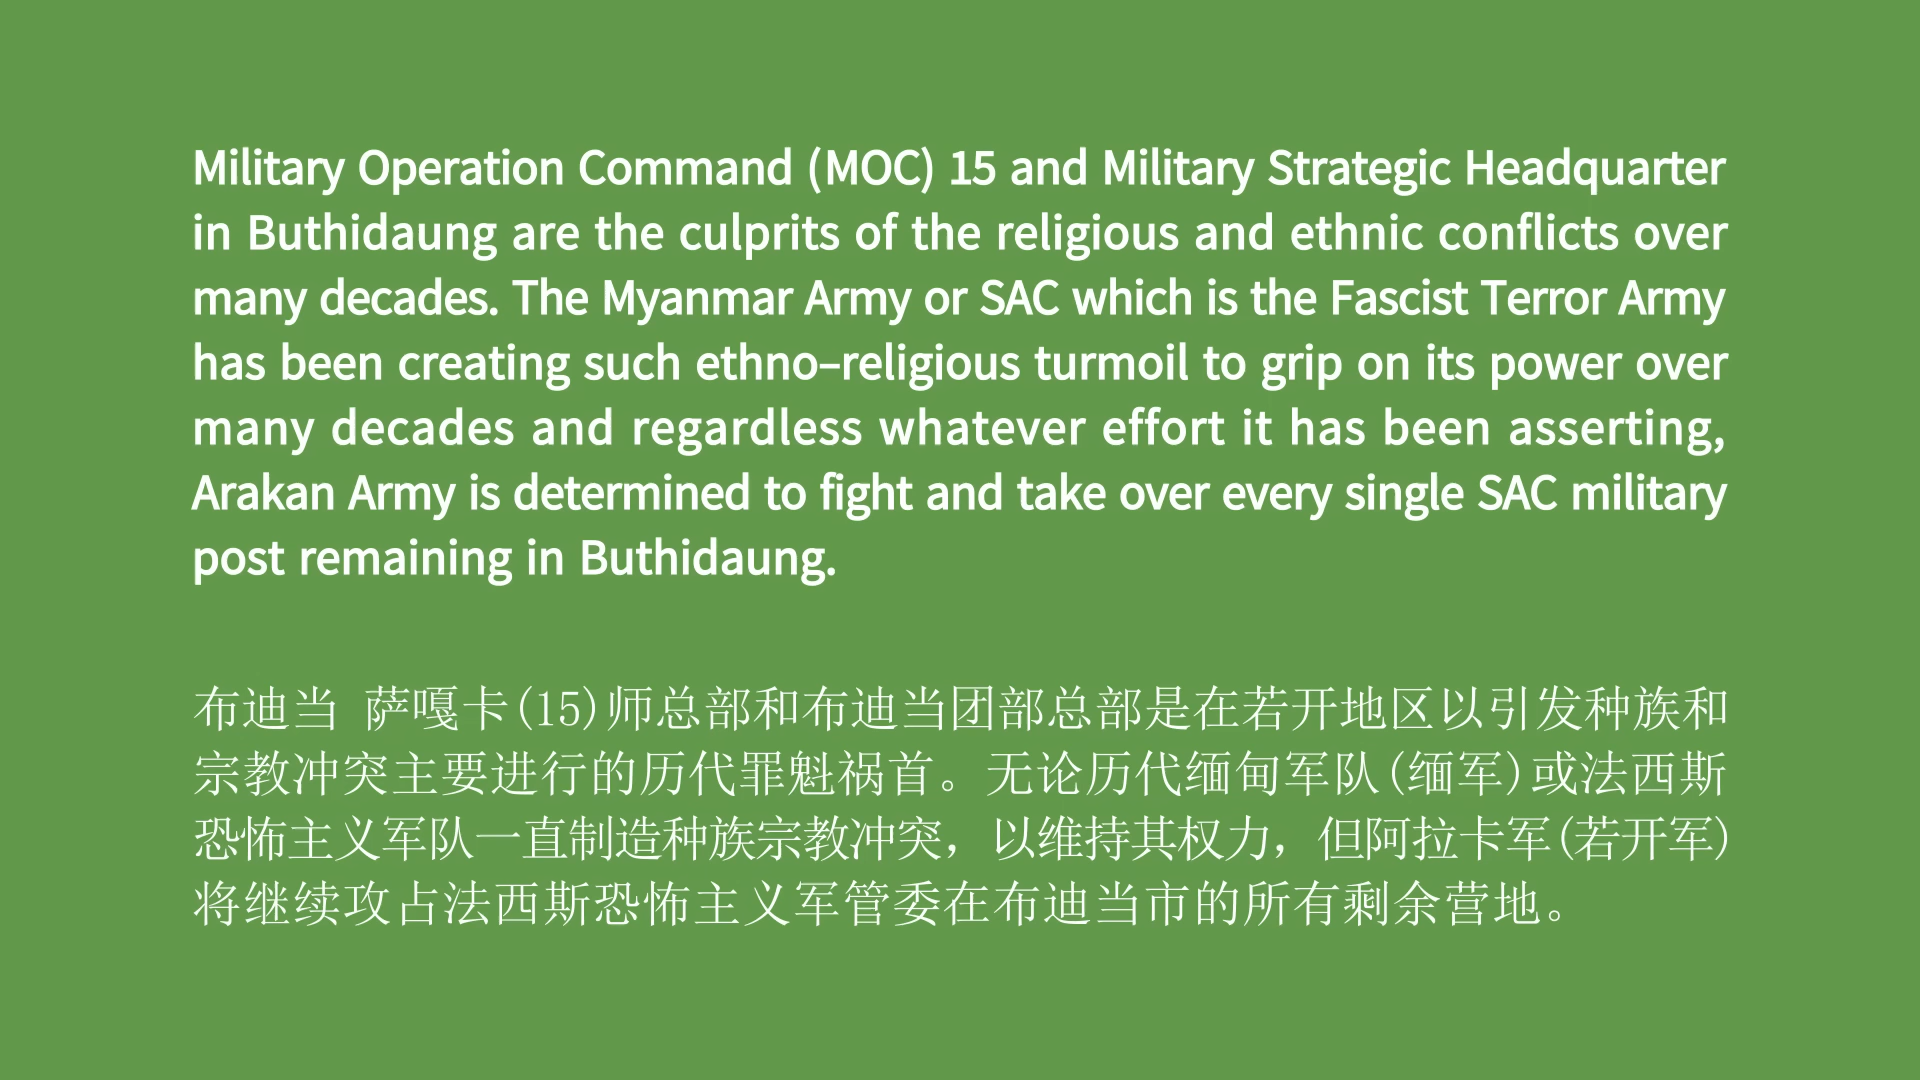 Military Operation Command (MOC) 15 and Military Strategic Headquarter
in Buthidaung are the culprits of the religious and ethnic conflicts over
many decades. The Myanmar Army or SAC which is the Fascist Terror Army
has been creating such ethno–religious turmoil to grip on its power over
many decades and regardless whatever effort it has been asserting,
Arakan Army is determined to fight and take over every single SAC military
post remaining in Buthidaung.
布迪当 萨嘎卡(15)师总部和布迪当团部总部是在若开地区以引发种族和
宗教冲突主要进行的历代罪魁祸首。无论历代缅甸军队(缅军)或法西斯
恐怖主义军队一直制造种族宗教冲突，以维持其权力，但阿拉卡军(若开军)
将继续攻占法西斯恐怖主义军管委在布迪当市的所有剩余营地。